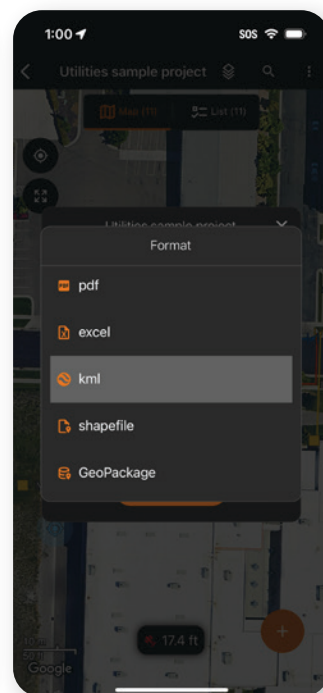 1:00
SOS
Utilities sample project
Map (11)
List (11)
Utilities sample project
Format
PDF
pdf
excel
kml
shapefile
GeoPackage
17.4 ft
+
Google